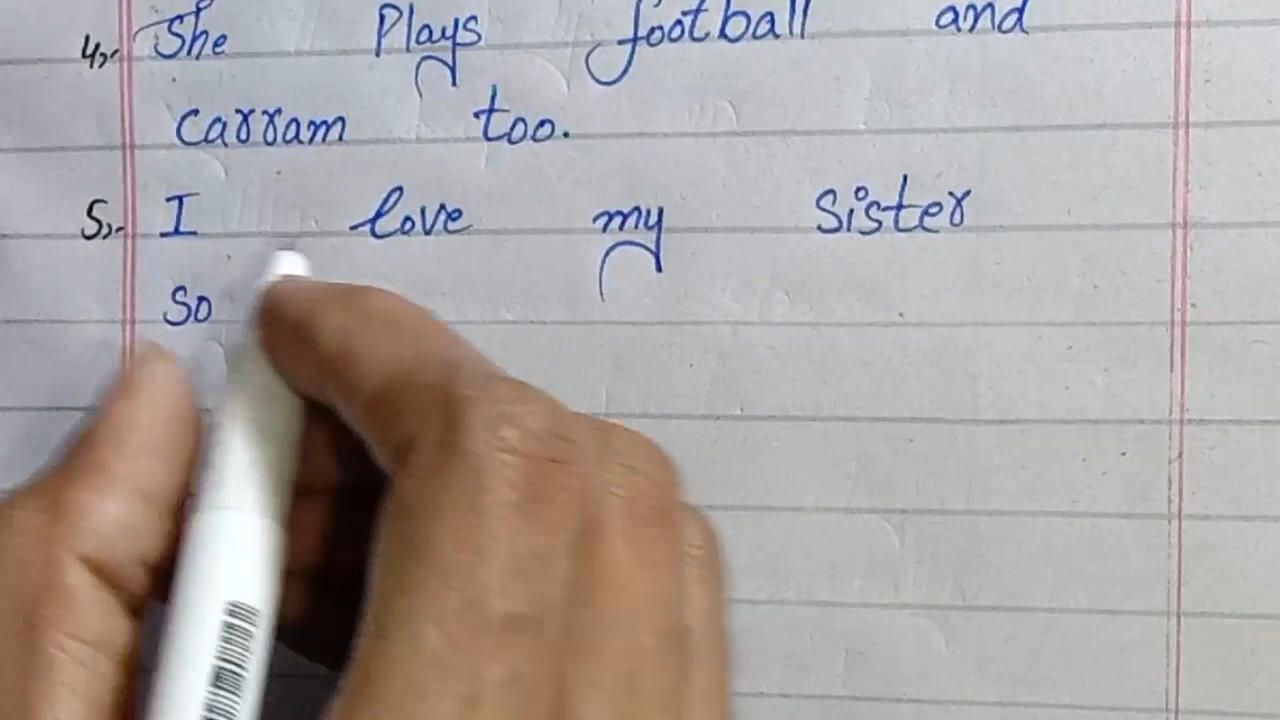 4,- She Plays football and
carram too.
5,- I love my Sister
so